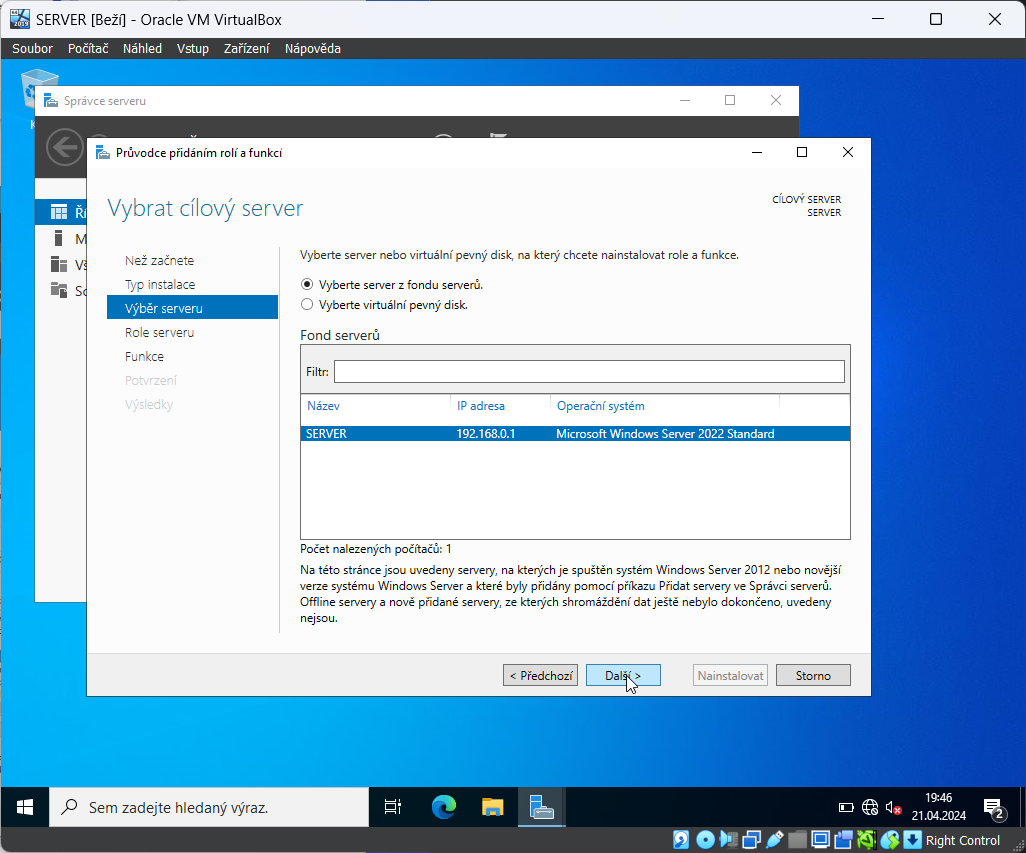 SERVER [Beží] - Oracle VM VirtualBox
Soubor Počítač Náhled Vstup Zařízení Nápověda
Správce serveru
Průvodce přidáním rolí a funkcí
Vybrat cílový server
CÍLOVÝ SERVER
SERVER
Než začnete
Typ instalace
Výběr serveru
Role serveru
Funkce
Potvrzení
Výsledky
Vyberte server nebo virtuální pevný disk, na který chcete nainstalovat role a funkce.
Vyberte server z fondu serverů.
Vyberte virtuální pevný disk.
Fond serverů
Filtr:
Název IP adresa Operační systém
SERVER 192.168.0.1 Microsoft Windows Server 2022 Standard
Počet nalezených počítačů: 1
Na této stránce jsou uvedeny servery, na kterých je spuštěn systém Windows Server 2012 nebo novější
verze systému Windows Server a které byly přidány pomocí příkazu Přidat servery ve Správci serverů.
Offline servery a nově přidané servery, ze kterých shromáždění dat ještě nebylo dokončeno, uvedeny
nejsou.
< Předchozí Další > Nainstalovat Storno
Sem zadejte hledaný výraz.
19:46
21.04.2024
2
Right Control